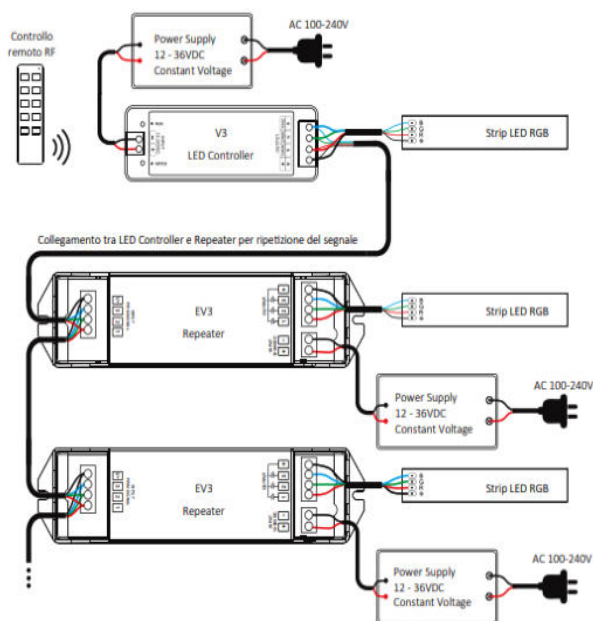 Controllo
remoto RF
Power Supply
12 - 36VDC
Constant Voltage
AC 100-240V
V3
LED Controller
Strip LED RGB
Collegamento tra LED Controller e Repeater per ripetizione del segnale
EV3
Repeater
Strip LED RGB
Power Supply
12 - 36VDC
Constant Voltage
AC 100-240V
EV3
Repeater
Strip LED RGB
Power Supply
12 - 36VDC
Constant Voltage
AC 100-240V